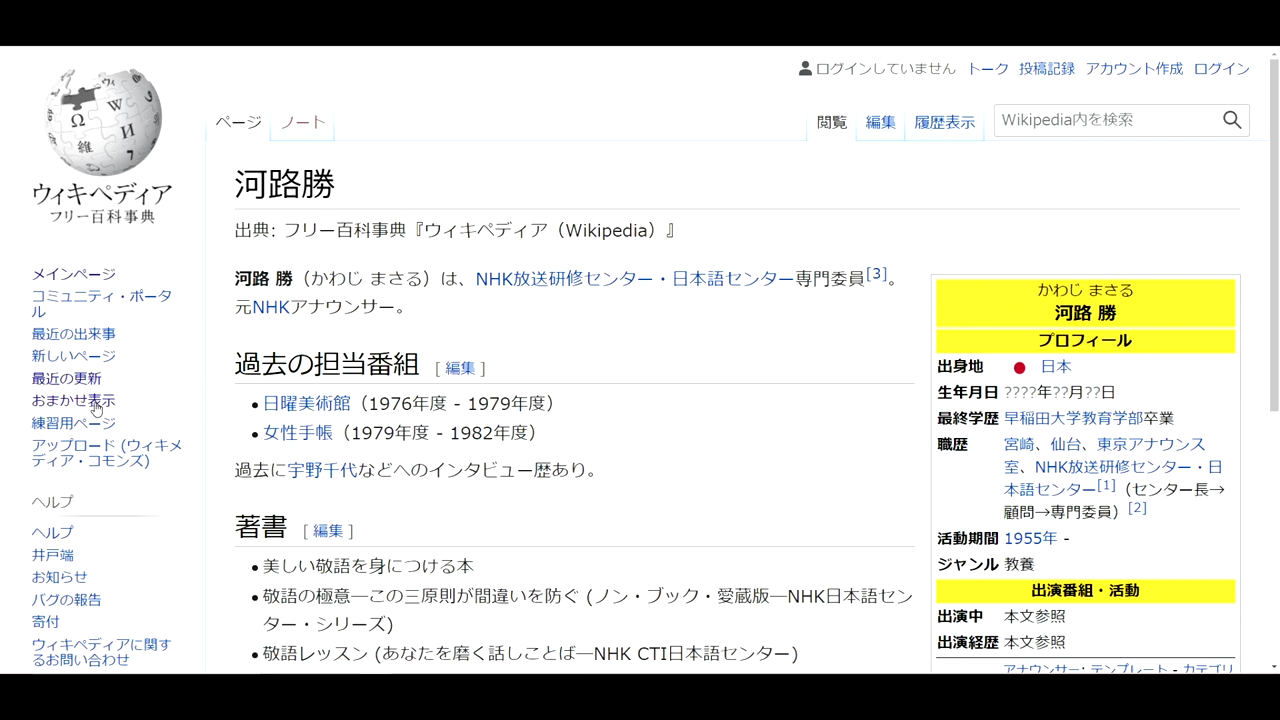 ログインしていません トーク 投稿記録 アカウント作成 ログイン
ページ ノート 閲覧 編集 履歴表示 Wikipedia内を検索
ウィキペディア
フリー百科事典
メインページ
コミュニティ・ポータ
ル
最近の出来事
新しいページ
最近の更新
おまかせ表示
練習用ページ
アップロード (ウィキメ
ディア・コモンズ)
ヘルプ
ヘルプ
井戸端
お知らせ
バグの報告
寄付
ウィキペディアに関す
るお問い合わせ
河路勝
出典: フリー百科事典『ウィキペディア（Wikipedia）』
河路 勝（かわじ まさる）は、NHK放送研修センター・日本語センター専門委員[3]。
元NHKアナウンサー。
過去の担当番組 [ 編集 ]
日曜美術館（1976年度 - 1979年度）
女性手帳（1979年度 - 1982年度）
過去に宇野千代などへのインタビュー歴あり。
著書 [ 編集 ]
美しい敬語を身につける本
敬語の極意―この三原則が間違いを防ぐ (ノン・ブック・愛蔵版―NHK日本語セン
ター・シリーズ)
敬語レッスン (あなたを磨く話しことば―NHK CTI日本語センター)
かわじ まさる
河路 勝
プロフィール
出身地 日本
生年月日 ????年??月??日
最終学歴 早稲田大学教育学部卒業
職歴 宮崎、仙台、東京アナウンス
室、NHK放送研修センター・日
本語センター[1]（センター長→
顧問→専門委員）[2]
活動期間 1955年 -
ジャンル 教養
出演番組・活動
出演中 本文参照
出演経歴 本文参照
アナウンサー: テンプレート - カテゴリ